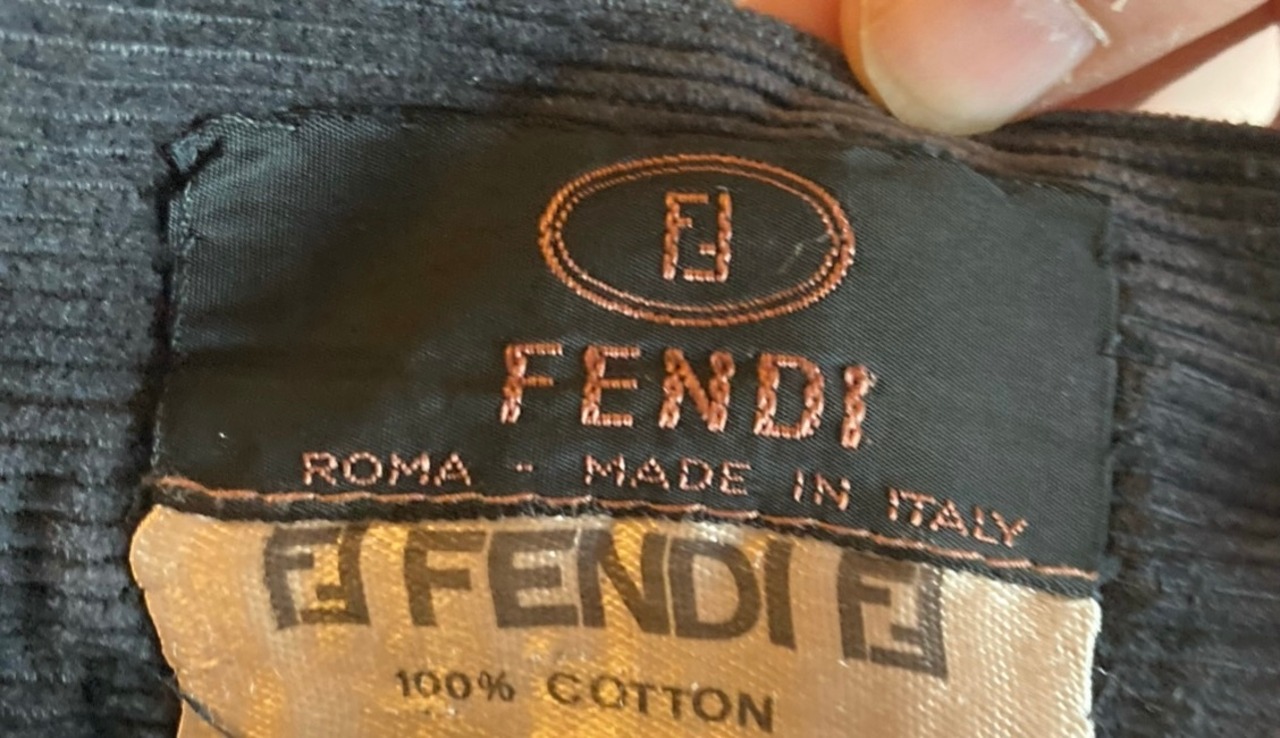 FF
FENDI
ROMA - MADE IN ITALY
FF FENDI FF
100% COTTON